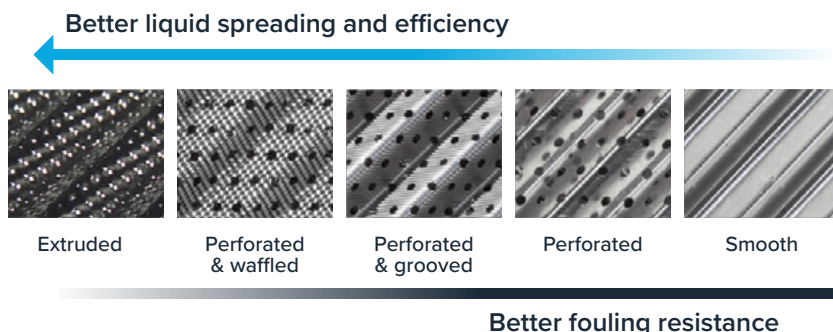 Better liquid spreading and efficiency
Extruded
Perforated
& waffled
Perforated
& grooved
Perforated
Smooth
Better fouling resistance